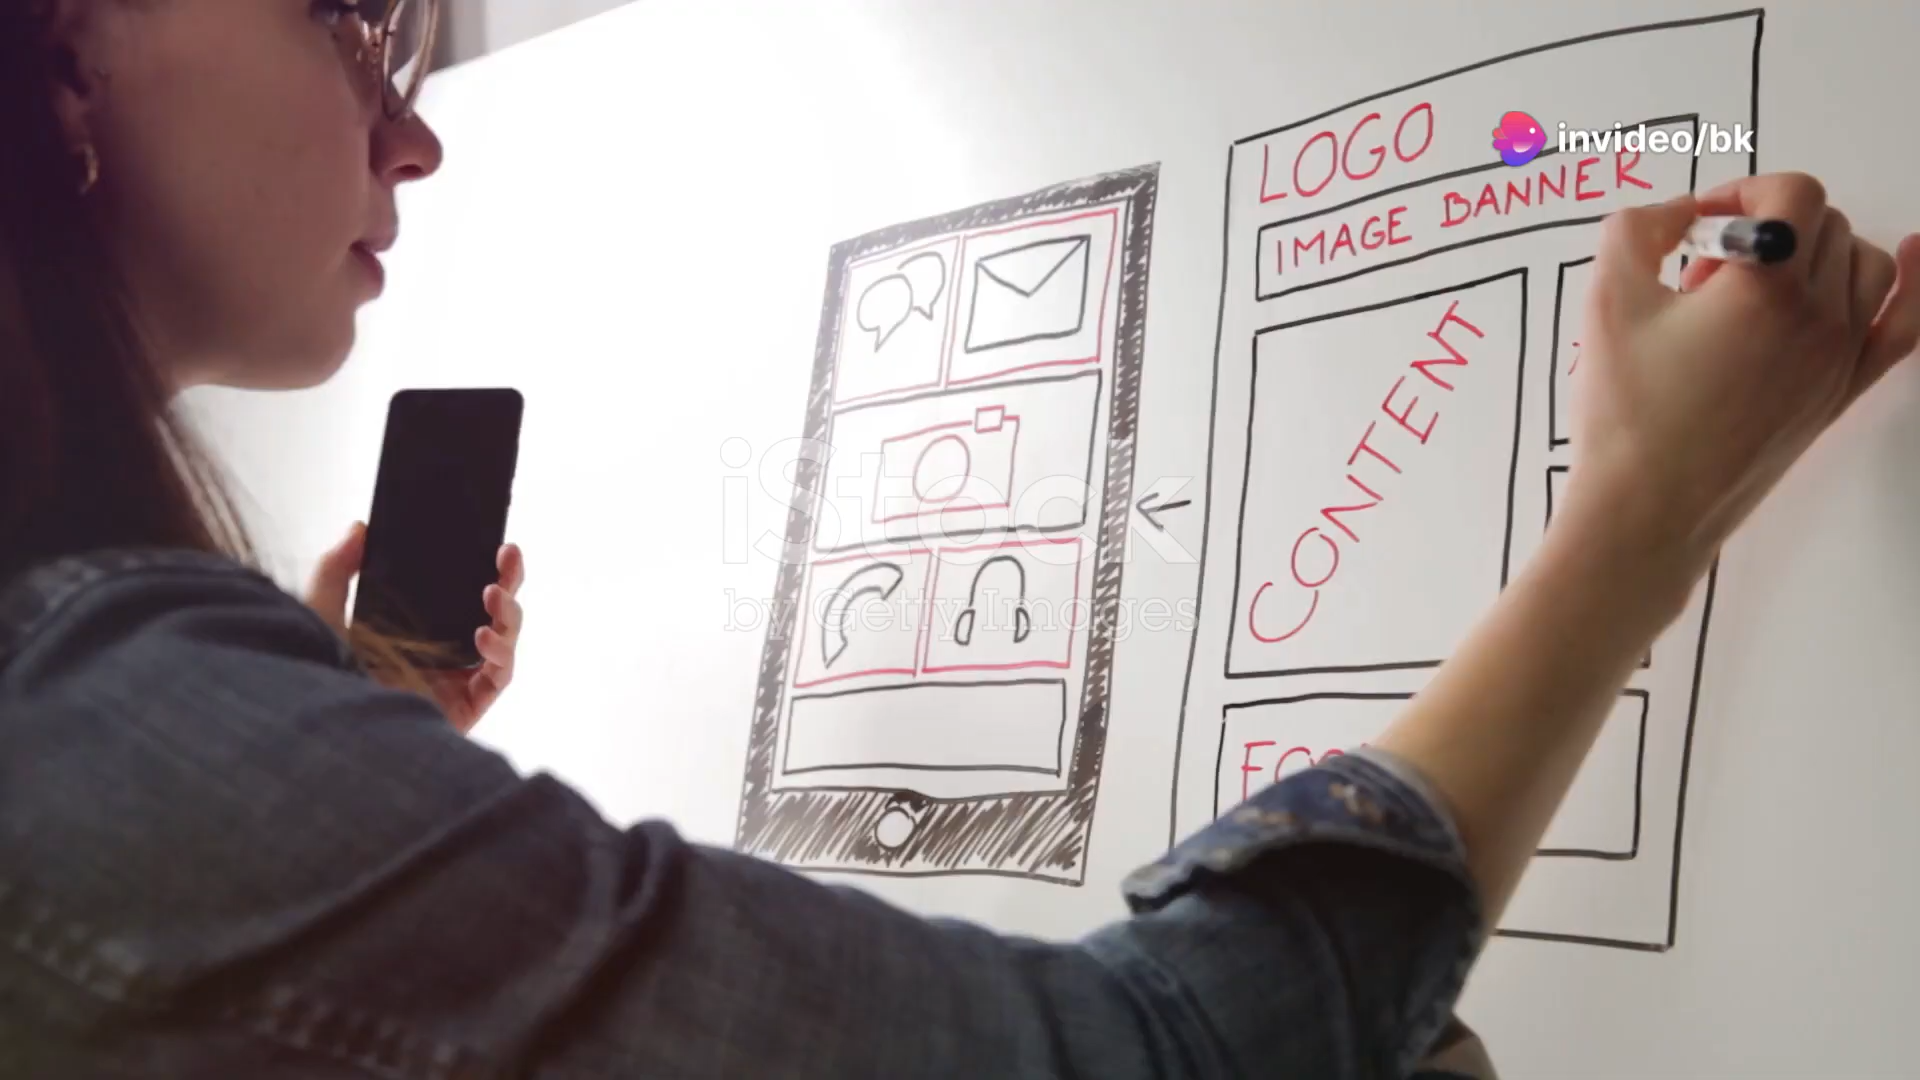 LOGO
invideo/bk
IMAGE BANNER
CONTENT
iStock
by Getty Images